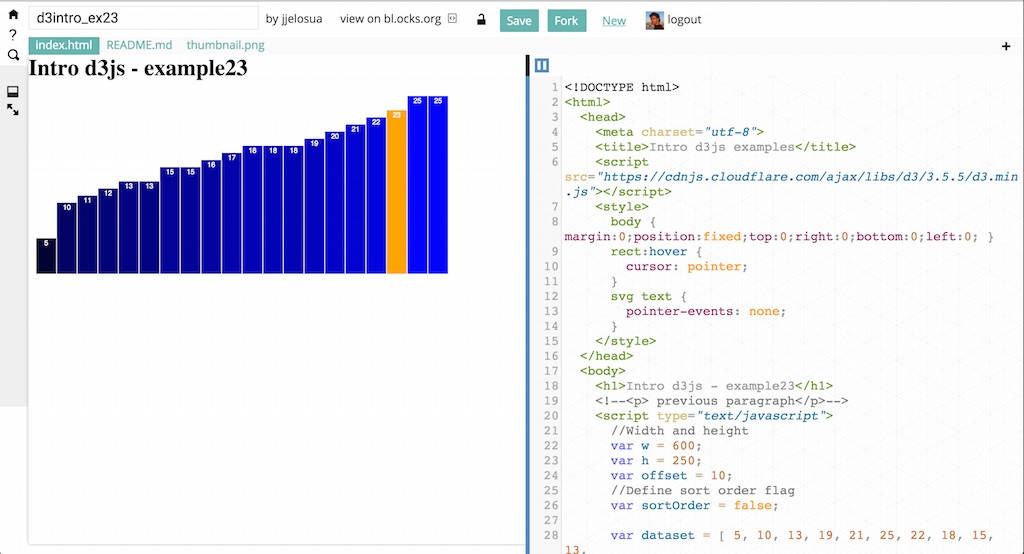 d3intro_ex23 by jjelosua view on bl.ocks.org Save Fork New logout
?
index.html README.md thumbnail.png +
Intro d3js - example23
5 10 11 12 13 13 15 15 16 17 18 18 18 19 20 21 22 23 25 25
1 <!DOCTYPE html>
2 <html>
3 <head>
4 <meta charset="utf-8">
5 <title>Intro d3js examples</title>
6 <script
src="https://cdnjs.cloudflare.com/ajax/libs/d3/3.5.5/d3.min
.js"></script>
7 <style>
8 body {
margin:0;position:fixed;top:0;right:0;bottom:0;left:0; }
9 rect:hover {
10 cursor: pointer;
11 }
12 svg text {
13 pointer-events: none;
14 }
15 </style>
16 </head>
17 <body>
18 <h1>Intro d3js - example23</h1>
19 <!--<p> previous paragraph</p>-->
20 <script type="text/javascript">
21 //Width and height
22 var w = 600;
23 var h = 250;
24 var offset = 10;
25 //Define sort order flag
26 var sortOrder = false;
27
28 var dataset = [ 5, 10, 13, 19, 21, 25, 22, 18, 15,
13,